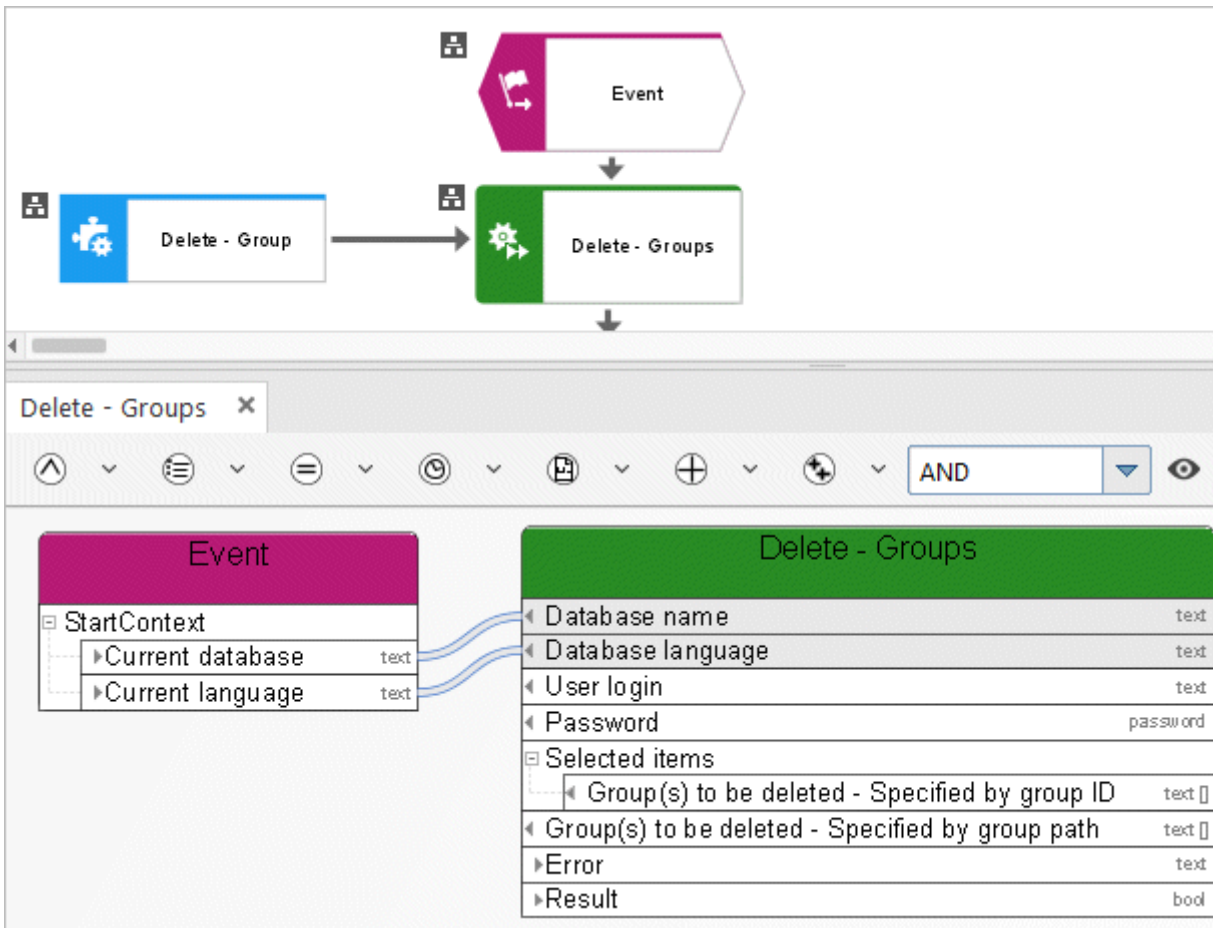 Event
Delete - Group
Delete - Groups
Delete - Groups ×
AND
Event
StartContext
Current database text
Current language text
Delete - Groups
Database name text
Database language text
User login text
Password password
Selected items
Group(s) to be deleted - Specified by group ID text []
Group(s) to be deleted - Specified by group path text []
Error text
Result bool